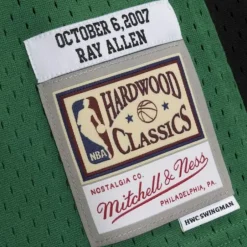 OCTOBER 6, 2007
RAY ALLEN
HARDWOOD
CLASSICS
NBA
NOSTALGIA CO.
Mitchell & Ness
PHILADELPHIA, PA.
HWC SWINGMAN